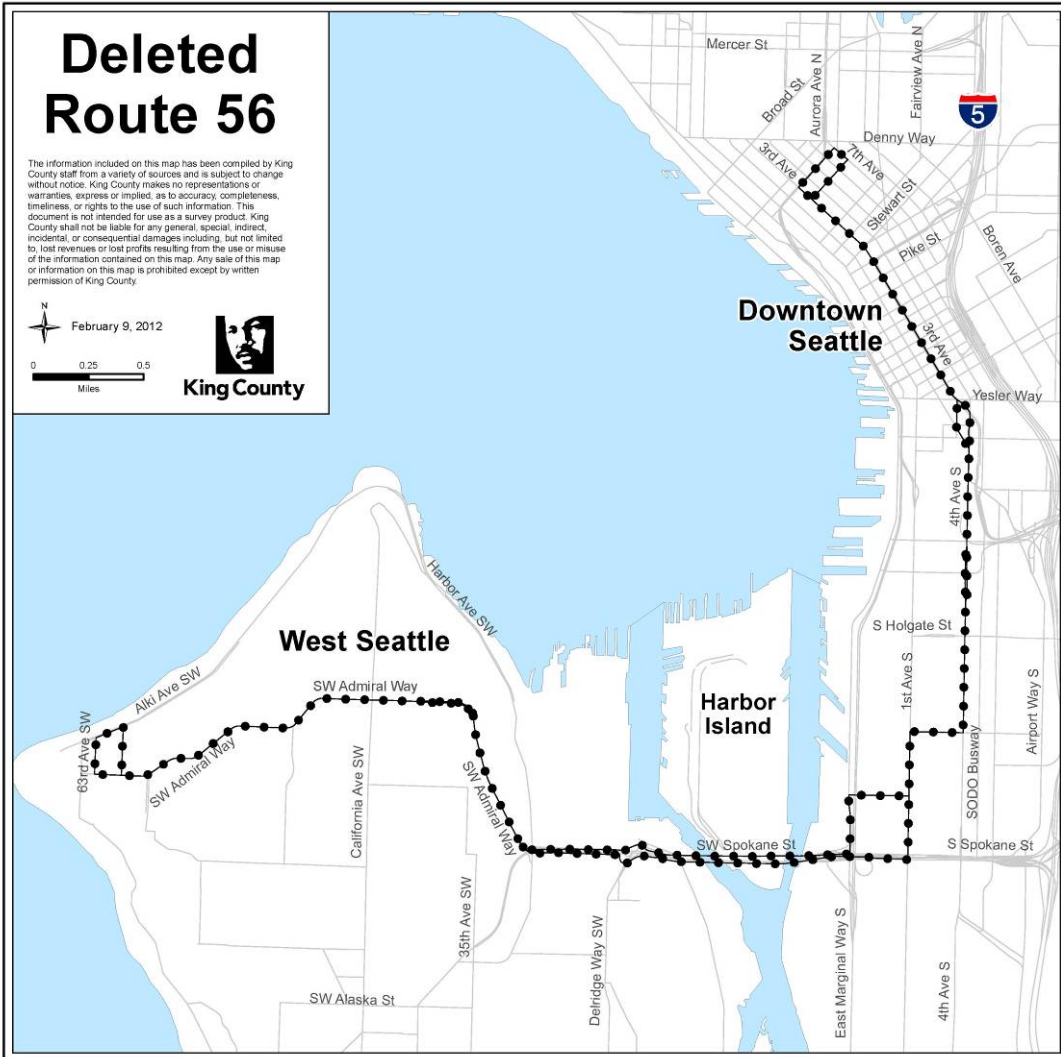 Deleted
Route 56
The information included on this map has been compiled by King
County staff from a variety of sources and is subject to change
without notice. King County makes no representations or
warranties, express or implied, as to accuracy, completeness,
timeliness, or rights to the use of such information. This
document is not intended for use as a survey product. King
County shall not be liable for any general, special, indirect,
incidental, or consequential damages including, but not limited
to, lost revenues or lost profits resulting from the use or misuse
of the information contained on this map. Any sale of this map
or information on this map is prohibited except by written
permission of King County.
N
February 9, 2012
0 0.25 0.5
Miles
King County
Mercer St
Broad St
Aurora Ave N
Fairview Ave N
5
Denny Way
3rd Ave
7th Ave
Stewart St
Pike St
Boren Ave
Downtown
Seattle
3rd Ave
Yesler Way
4th Ave S
Harbor Ave SW
S Holgate St
West Seattle
SW Admiral Way
Alki Ave SW
63rd Ave SW
SW Admiral Way
California Ave SW
SW Admiral Way
Harbor
Island
1st Ave S
Airport Way S
SODO Busway
SW Spokane St
S Spokane St
35th Ave SW
Delridge Way SW
East Marginal Way S
4th Ave S
SW Alaska St